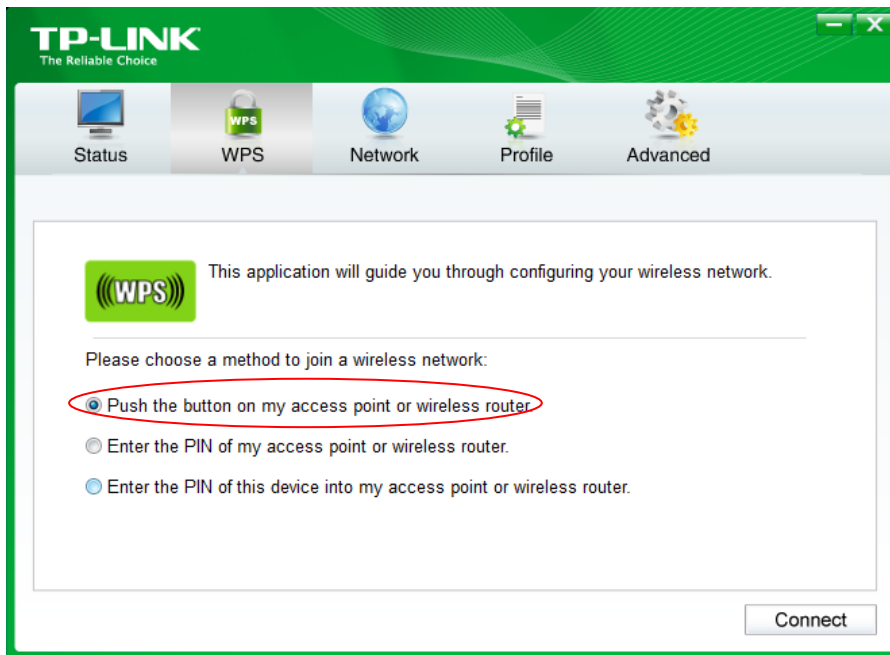 TP-LINK
The Reliable Choice
WPS
Status WPS Network Profile Advanced
(((WPS))) This application will guide you through configuring your wireless network.
Please choose a method to join a wireless network:
Push the button on my access point or wireless router.
Enter the PIN of my access point or wireless router.
Enter the PIN of this device into my access point or wireless router.
Connect